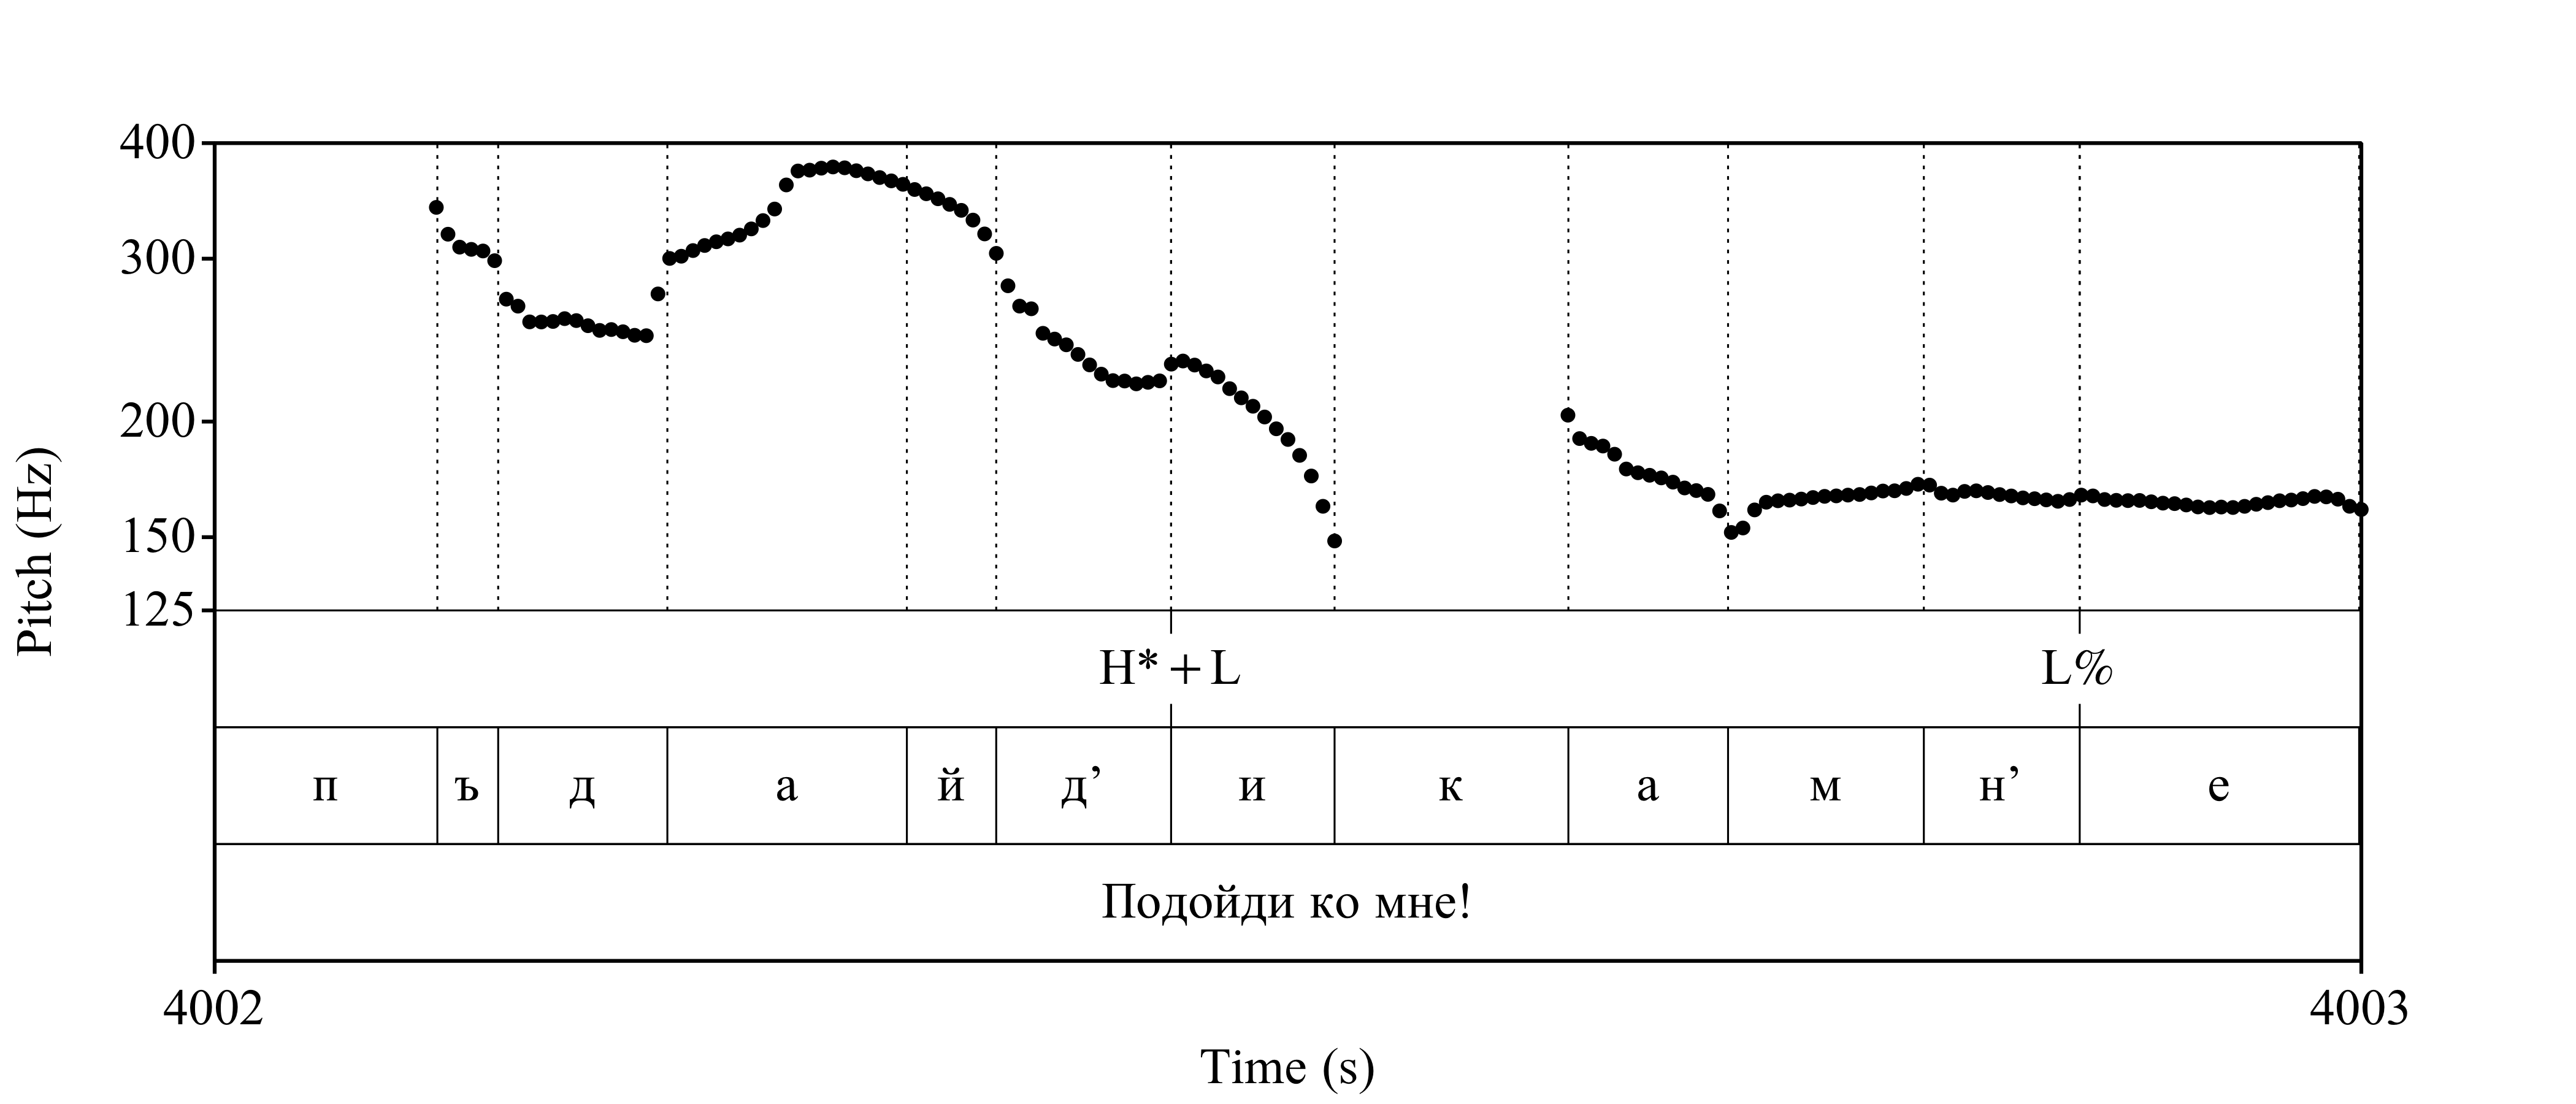 400
300
200
150
125
Pitch (Hz)
H* + L L%
п ъ д а й д’ и к а м н’ е
Подойди ко мне!
4002 4003
Time (s)